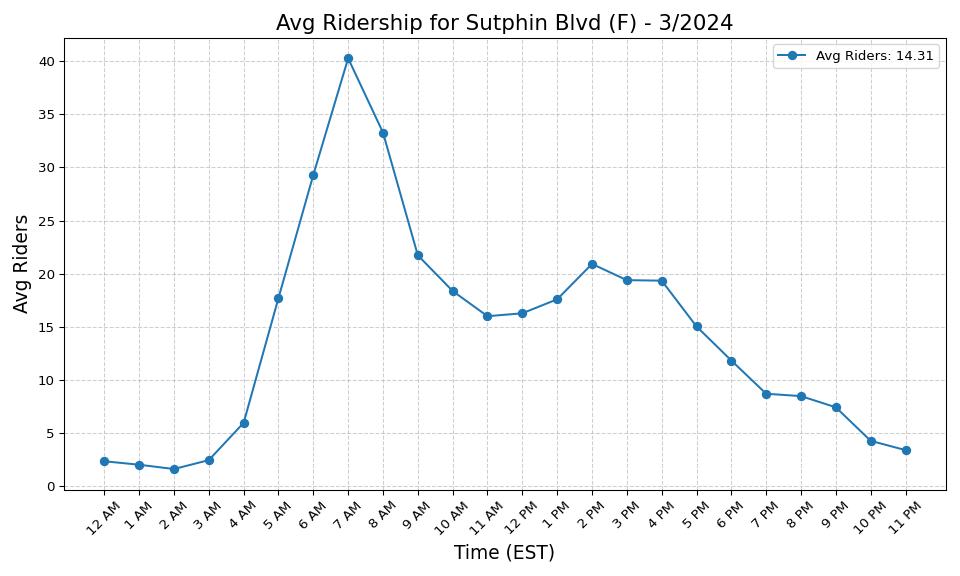 Avg Ridership for Sutphin Blvd (F) - 3/2024
Avg Riders: 14.31
Avg Riders
40
35
30
25
20
15
10
5
0
12 AM
1 AM
2 AM
3 AM
4 AM
5 AM
6 AM
7 AM
8 AM
9 AM
10 AM
11 AM
12 PM
1 PM
2 PM
3 PM
4 PM
5 PM
6 PM
7 PM
8 PM
9 PM
10 PM
11 PM
Time (EST)